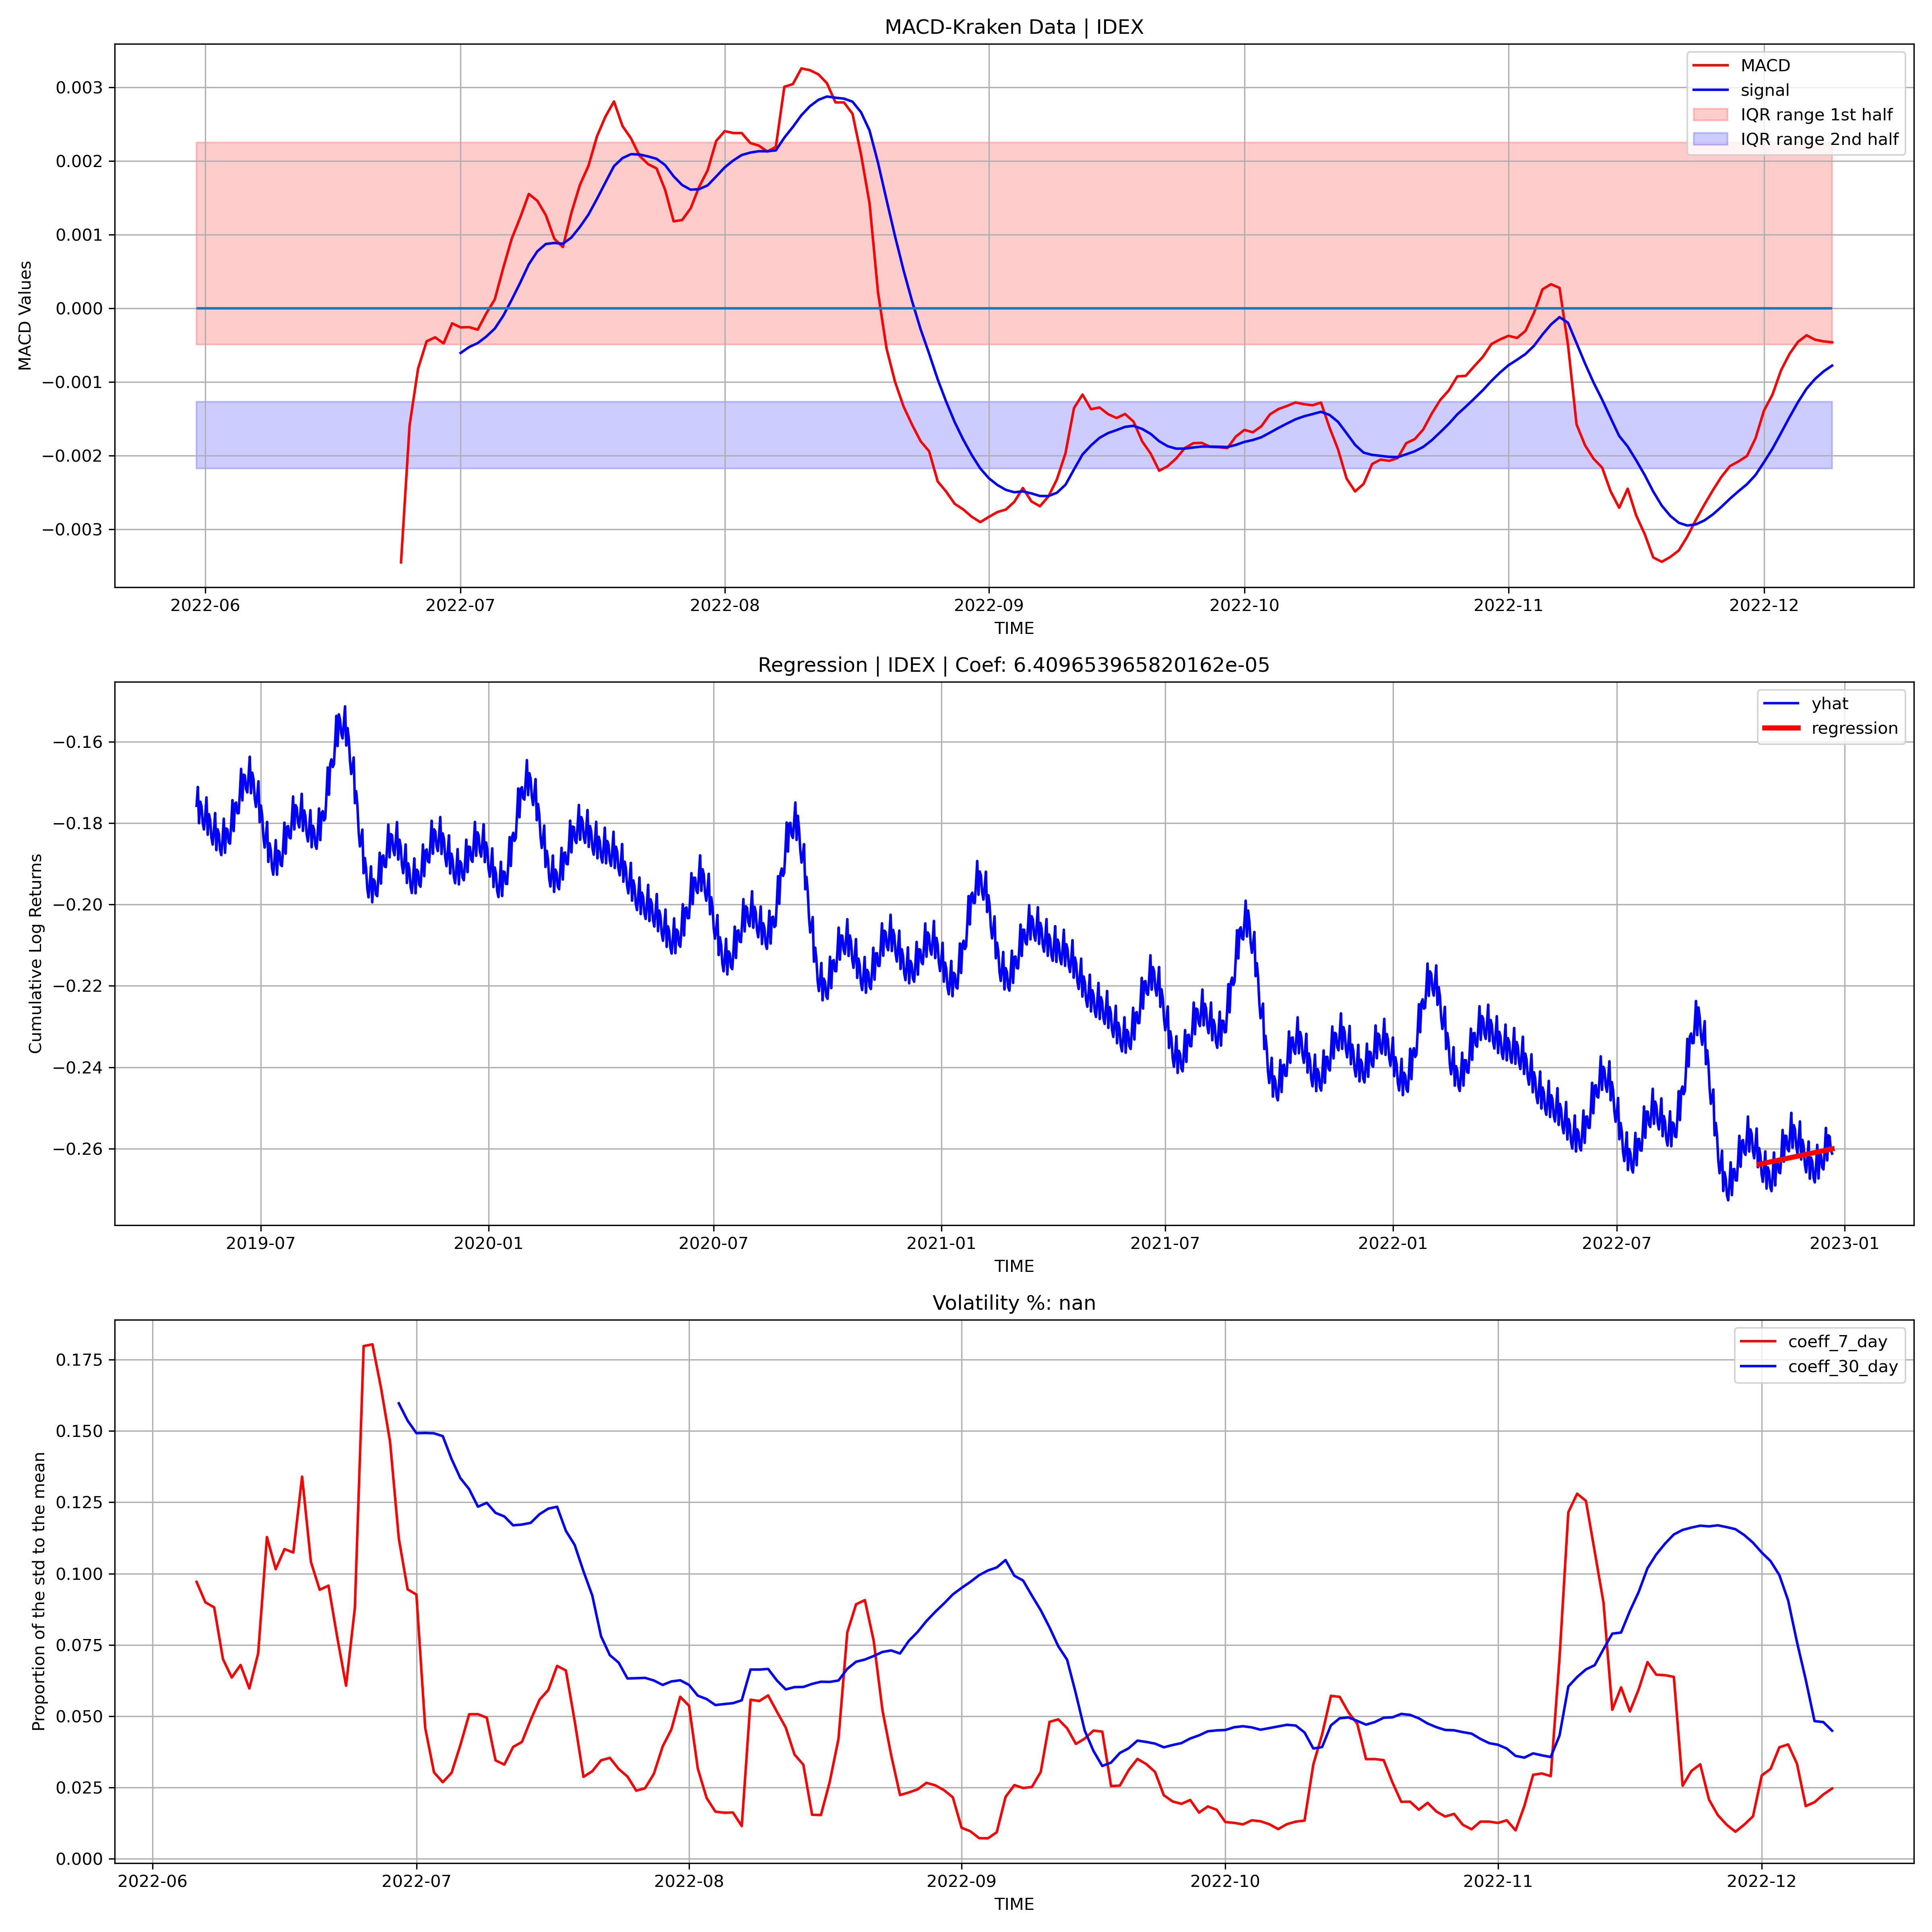 MACD-Kraken Data | IDEX
MACD
signal
IQR range 1st half
IQR range 2nd half
0.003
0.002
0.001
0.000
−0.001
−0.002
−0.003
MACD Values
2022-06
2022-07
2022-08
2022-09
2022-10
2022-11
2022-12
TIME
Regression | IDEX | Coef: 6.409653965820162e-05
yhat
regression
−0.16
−0.18
−0.20
−0.22
−0.24
−0.26
Cumulative Log Returns
2019-07
2020-01
2020-07
2021-01
2021-07
2022-01
2022-07
2023-01
TIME
Volatility %: nan
coeff_7_day
coeff_30_day
0.175
0.150
0.125
0.100
0.075
0.050
0.025
0.000
Proportion of the std to the mean
2022-06
2022-07
2022-08
2022-09
2022-10
2022-11
2022-12
TIME